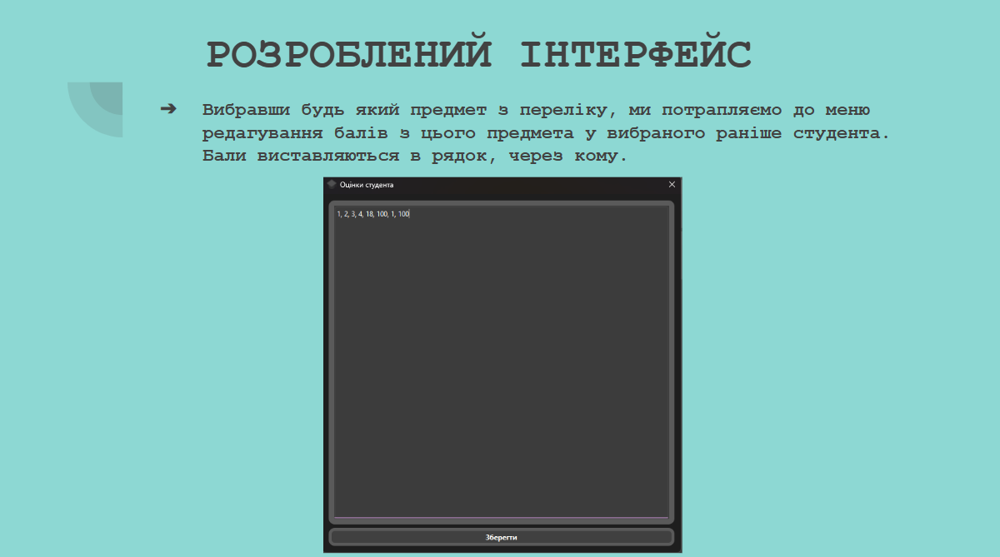 РОЗРОБЛЕНИЙ ІНТЕРФЕЙС
➔ Вибравши будь який предмет з переліку, ми потрапляємо до меню
редагування балів з цього предмета у вибраного раніше студента.
Бали виставляються в рядок, через кому.
Оцінки студента
1, 2, 3, 4, 18, 100, 1, 100
Зберегти